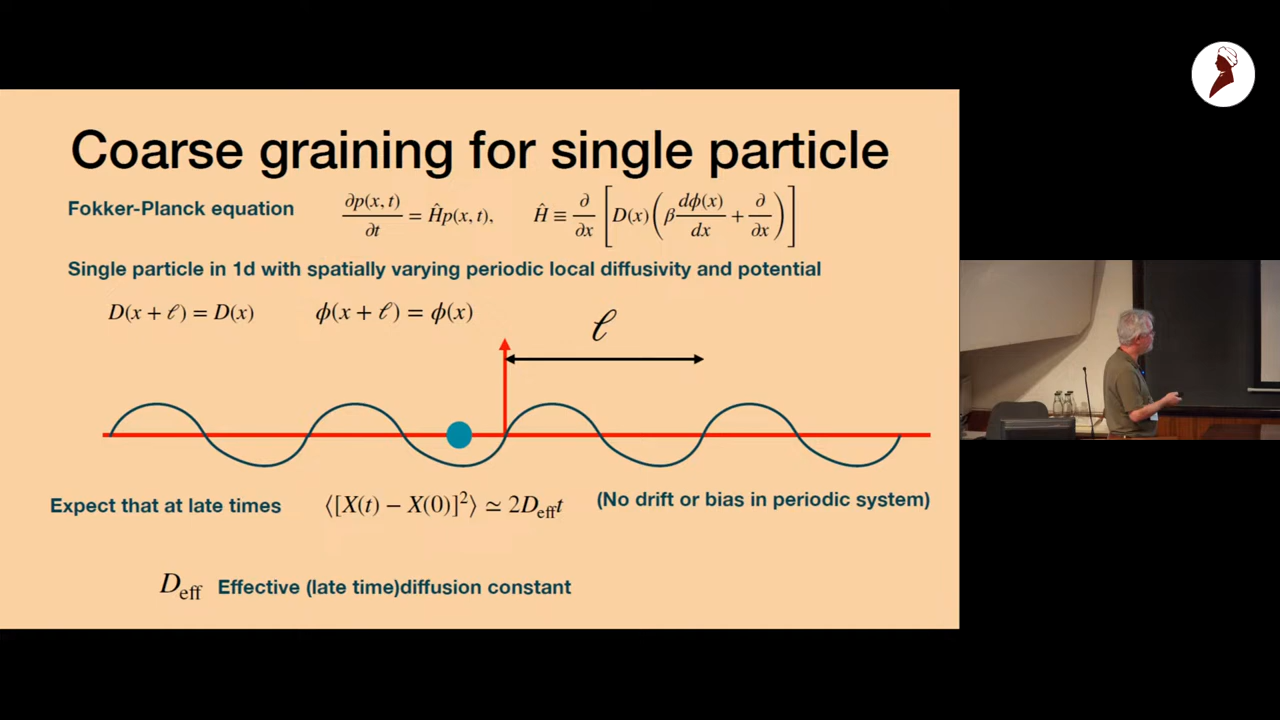 Coarse graining for single particle
Fokker-Planck equation ∂p(x, t)/∂t = Ĥp(x, t), Ĥ ≡ ∂/∂x [D(x)(β dϕ(x)/dx + ∂/∂x)]
Single particle in 1d with spatially varying periodic local diffusivity and potential
D(x + ℓ) = D(x) ϕ(x + ℓ) = ϕ(x)
ℓ
Expect that at late times ⟨[X(t) − X(0)]²⟩ ≃ 2D_eff t (No drift or bias in periodic system)
D_eff Effective (late time)diffusion constant